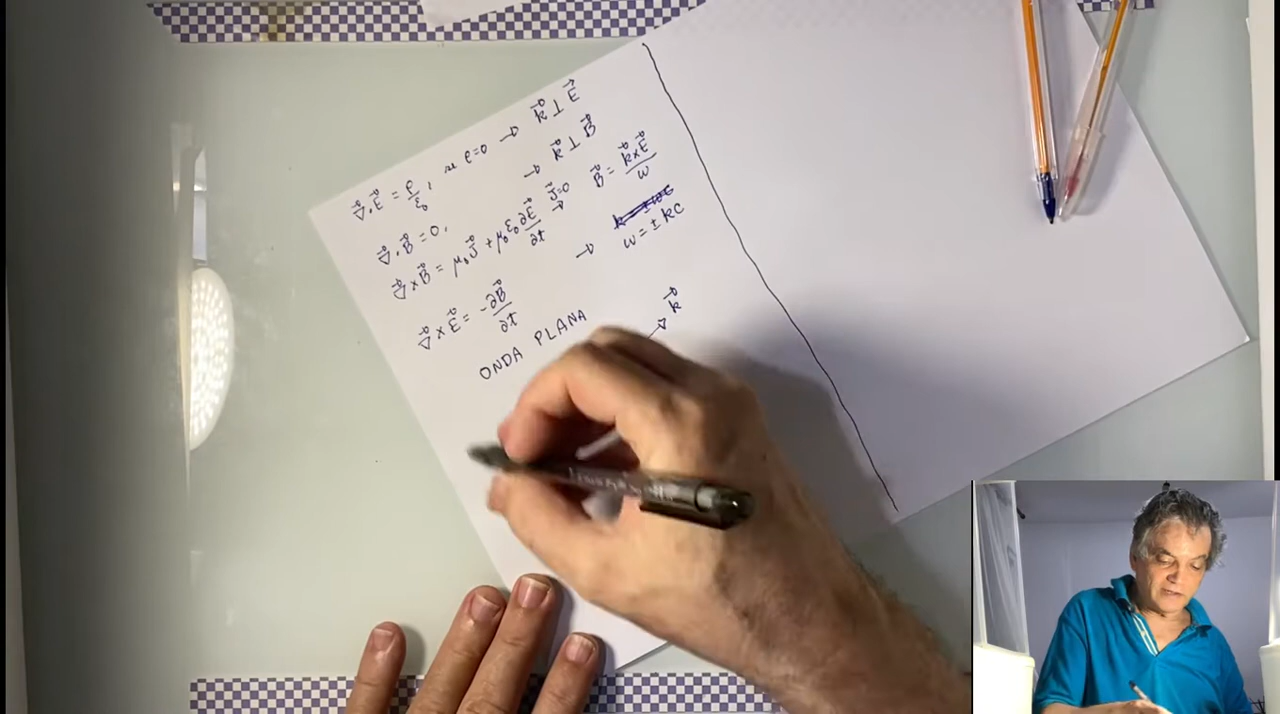 ∇⃗·E⃗ = ρ/ε₀, se ρ=0 → k⃗ ⊥ E⃗
∇⃗·B⃗ = 0, → k⃗ ⊥ B⃗
∇⃗×B⃗ = μ₀J⃗ + μ₀ε₀ ∂E⃗/∂t J⃗=0 → B⃗ = k⃗×E⃗/ω
∇⃗×E⃗ = -∂B⃗/∂t → ω = ± kc
ONDA PLANA
k⃗